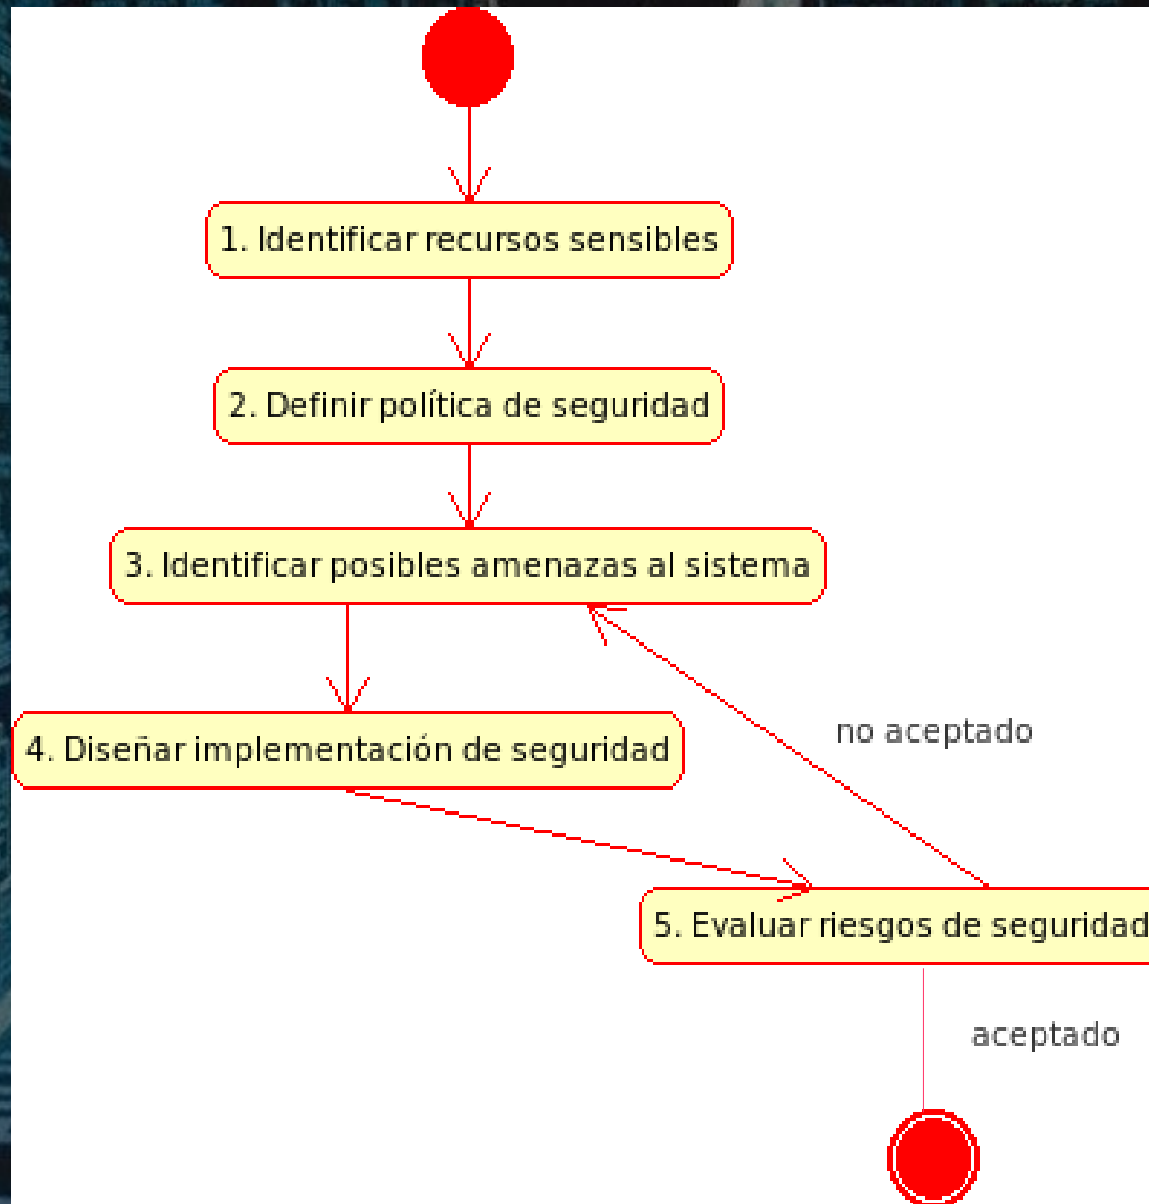 1. Identificar recursos sensibles
2. Definir política de seguridad
3. Identificar posibles amenazas al sistema
4. Diseñar implementación de seguridad
no aceptado
5. Evaluar riesgos de seguridad
aceptado